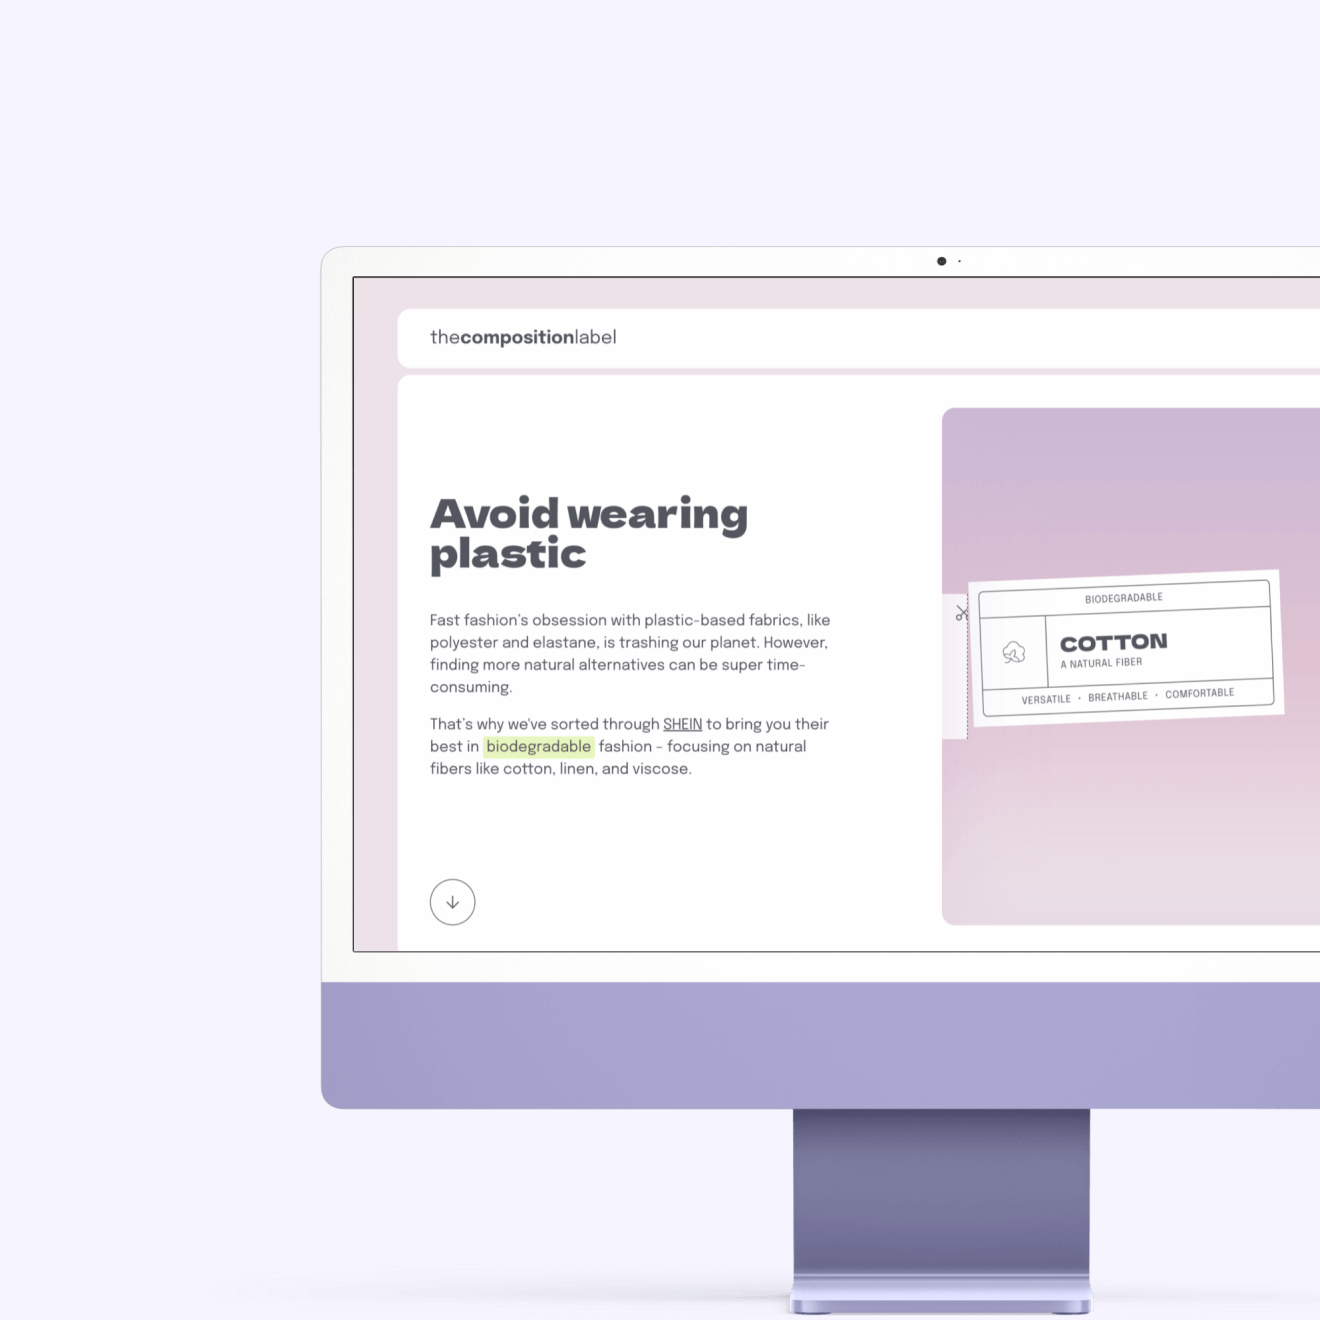 thecompositionlabel
Avoid wearing
plastic
Fast fashion's obsession with plastic-based fabrics, like
polyester and elastane, is trashing our planet. However,
finding more natural alternatives can be super time-
consuming.
That's why we've sorted through SHEIN to bring you their
best in biodegradable fashion – focusing on natural
fibers like cotton, linen, and viscose.
BIODEGRADABLE
COTTON
A NATURAL FIBER
VERSATILE · BREATHABLE · COMFORTABLE